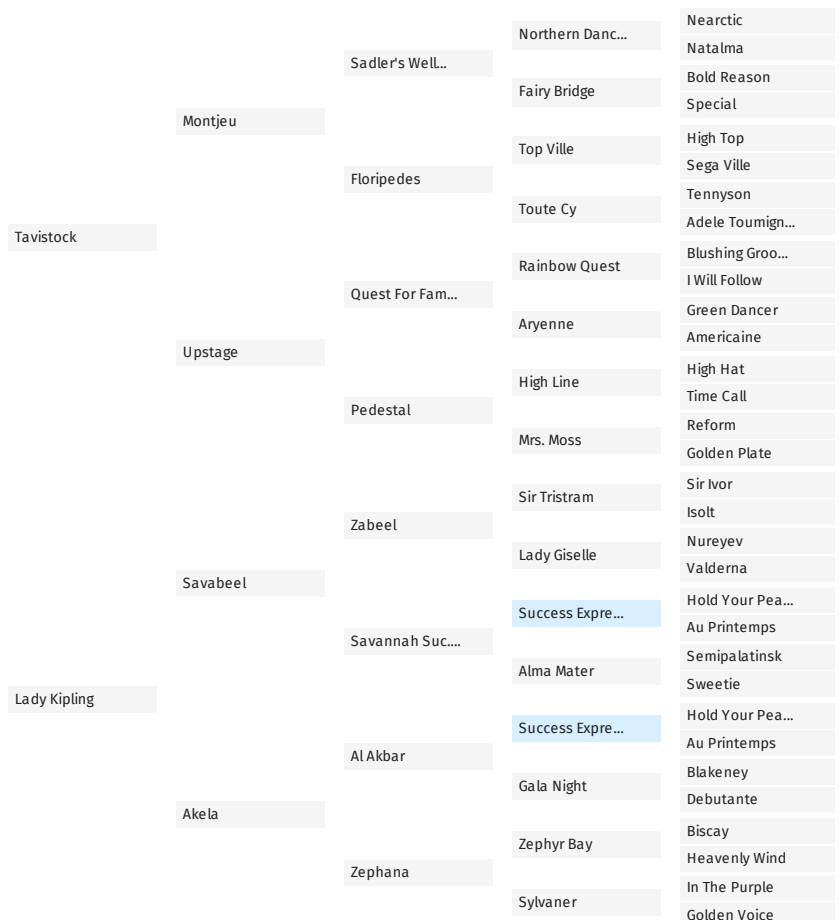 Tavistock
Lady Kipling
Montjeu
Upstage
Savabeel
Akela
Sadler's Well...
Floripedes
Quest For Fam...
Pedestal
Zabeel
Savannah Suc....
Al Akbar
Zephana
Northern Danc...
Fairy Bridge
Top Ville
Toute Cy
Rainbow Quest
Aryenne
High Line
Mrs. Moss
Sir Tristram
Lady Giselle
Success Expre...
Alma Mater
Success Expre...
Gala Night
Zephyr Bay
Sylvaner
Nearctic
Natalma
Bold Reason
Special
High Top
Sega Ville
Tennyson
Adele Toumign...
Blushing Groo...
I Will Follow
Green Dancer
Americaine
High Hat
Time Call
Reform
Golden Plate
Sir Ivor
Isolt
Nureyev
Valderna
Hold Your Pea...
Au Printemps
Semipalatinsk
Sweetie
Hold Your Pea...
Au Printemps
Blakeney
Debutante
Biscay
Heavenly Wind
In The Purple
Golden Voice